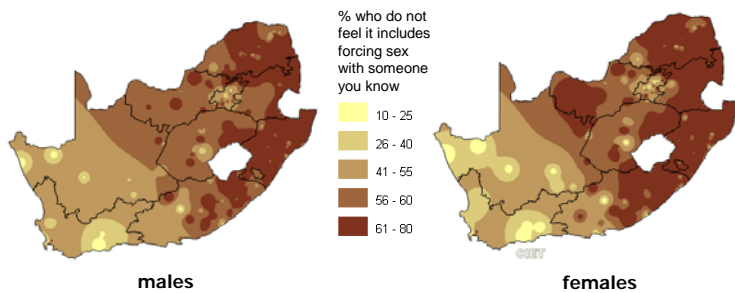 % who do not
feel it includes
forcing sex
with someone
you know
10 - 25
26 - 40
41 - 55
56 - 60
61 - 80
CIET
males
females